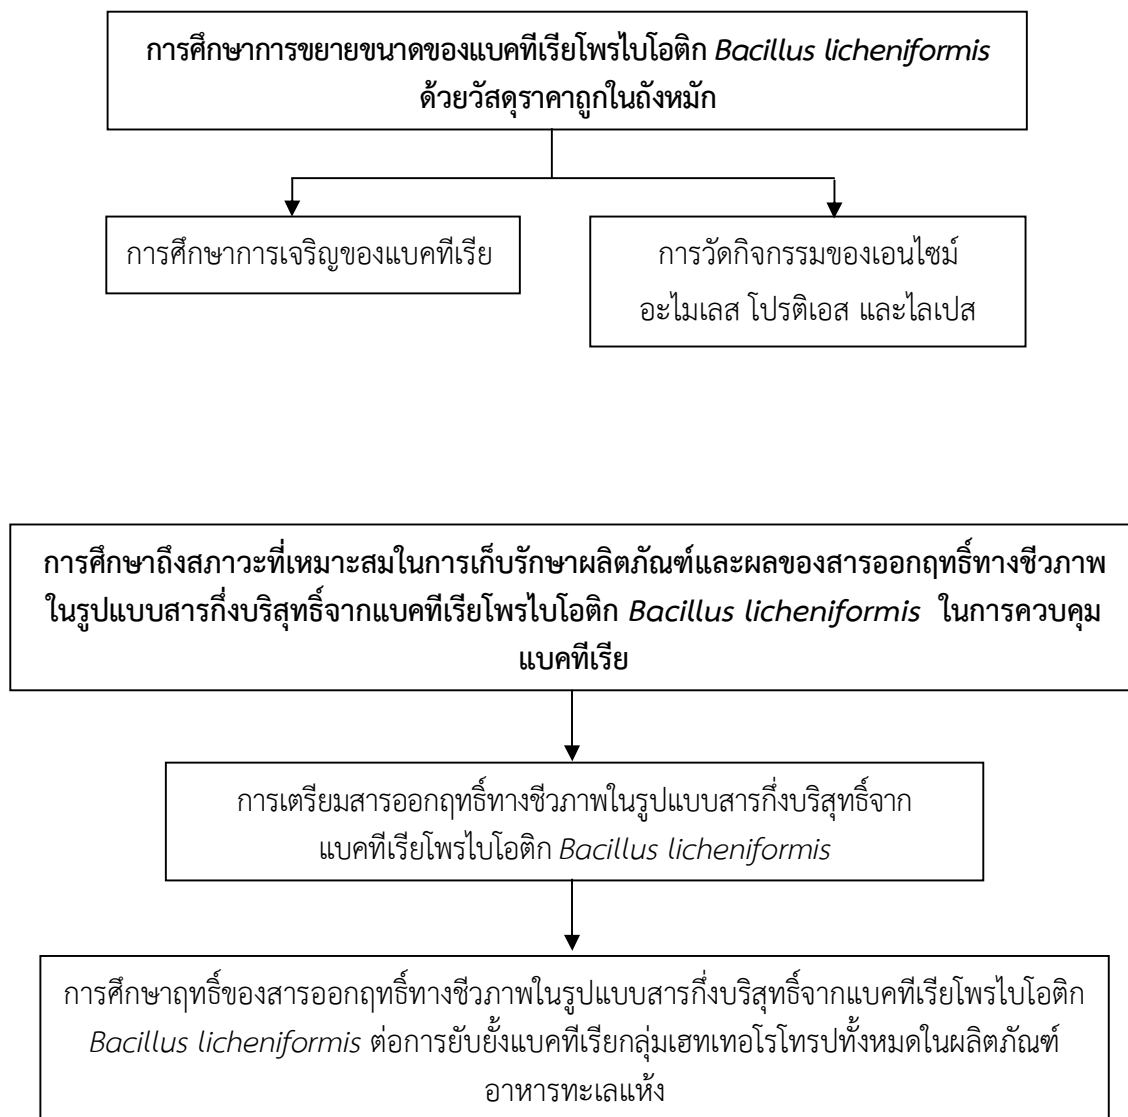 การศึกษาการขยายขนาดของแบคทีเรียโพรไบโอติก Bacillus licheniformis
ด้วยวัสดุราคาถูกในถังหมัก
การศึกษาการเจริญของแบคทีเรีย
การวัดกิจกรรมของเอนไซม์
อะไมเลส โปรติเอส และไลเปส
การศึกษาถึงสภาวะที่เหมาะสมในการเก็บรักษาผลิตภัณฑ์และผลของสารออกฤทธิ์ทางชีวภาพ
ในรูปแบบสารกึ่งบริสุทธิ์จากแบคทีเรียโพรไบโอติก Bacillus licheniformis ในการควบคุม
แบคทีเรีย
การเตรียมสารออกฤทธิ์ทางชีวภาพในรูปแบบสารกึ่งบริสุทธิ์จาก
แบคทีเรียโพรไบโอติก Bacillus licheniformis
การศึกษาฤทธิ์ของสารออกฤทธิ์ทางชีวภาพในรูปแบบสารกึ่งบริสุทธิ์จากแบคทีเรียโพรไบโอติก
Bacillus licheniformis ต่อการยับยั้งแบคทีเรียกลุ่มเฮทเทอโรโทรปทั้งหมดในผลิตภัณฑ์
อาหารทะเลแห้ง